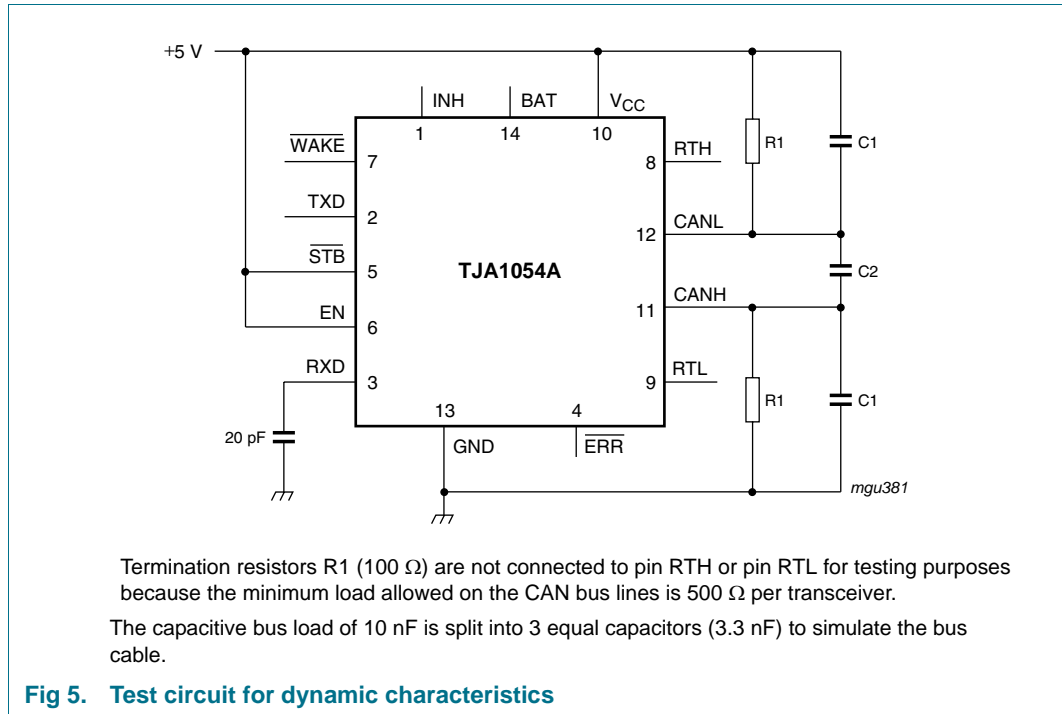 +5 V
INH
BAT
VCC
1
14
10
WAKE
7
8
RTH
R1
C1
TXD
2
12
CANL
STB
5
TJA1054A
C2
EN
6
11
CANH
RXD
3
9
RTL
R1
C1
13
4
20 pF
GND
ERR
mgu381
Termination resistors R1 (100 Ω) are not connected to pin RTH or pin RTL for testing purposes
because the minimum load allowed on the CAN bus lines is 500 Ω per transceiver.
The capacitive bus load of 10 nF is split into 3 equal capacitors (3.3 nF) to simulate the bus
cable.
Fig 5. Test circuit for dynamic characteristics